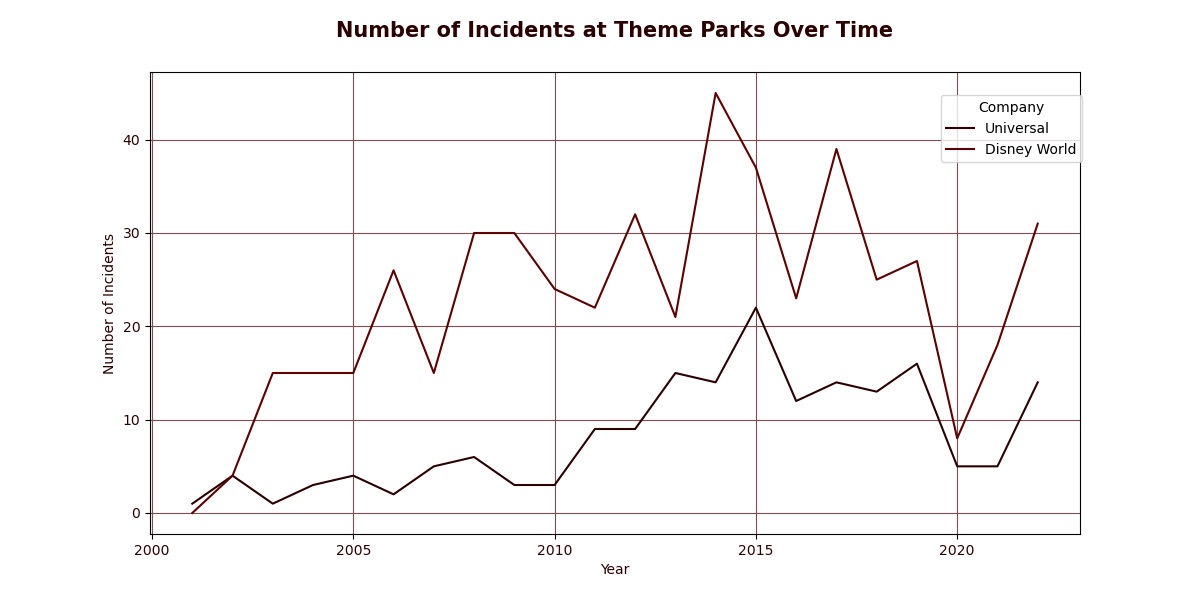 Number of Incidents at Theme Parks Over Time
Company
Universal
Disney World
40
30
20
10
0
Number of Incidents
2000 2005 2010 2015 2020
Year